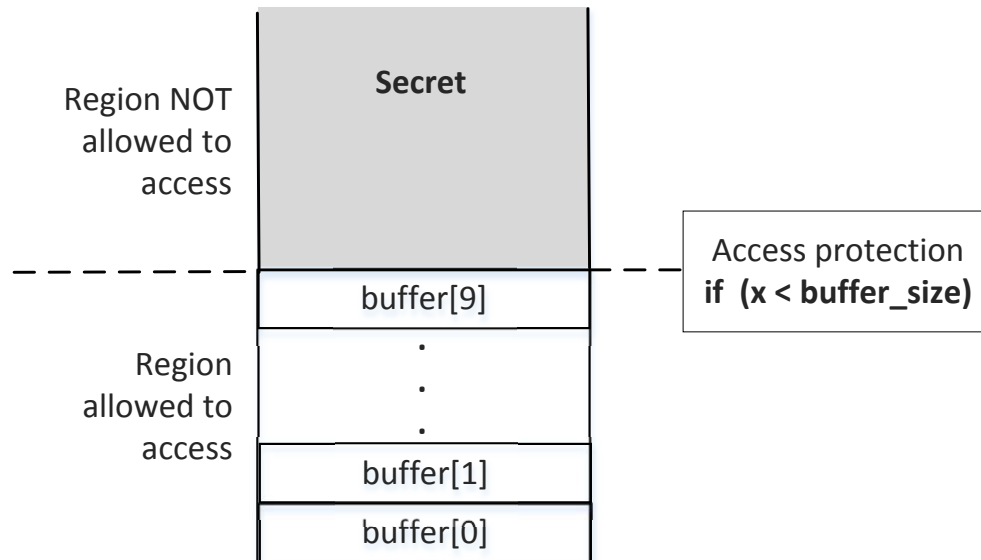 Secret
Region NOT
allowed to
access
Access protection
if (x < buffer_size)
buffer[9]
.
.
.
Region
allowed to
access
buffer[1]
buffer[0]